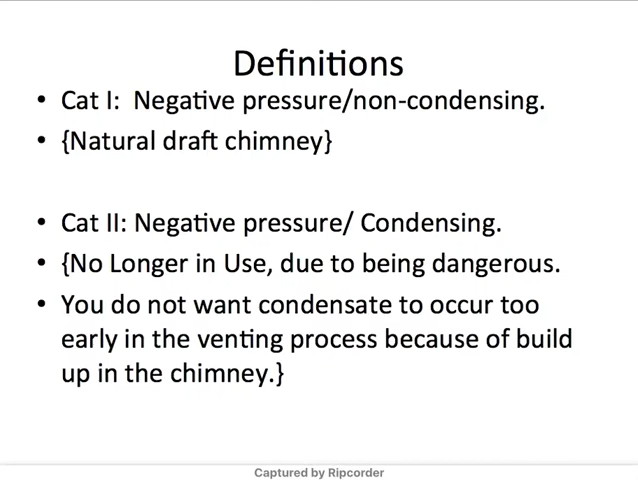 Definitions
• Cat I:  Negative pressure/non-condensing.
• {Natural draft chimney}
• Cat II: Negative pressure/ Condensing.
• {No Longer in Use, due to being dangerous.
• You do not want condensate to occur too
early in the venting process because of build
up in the chimney.}
Captured by Ripcorder